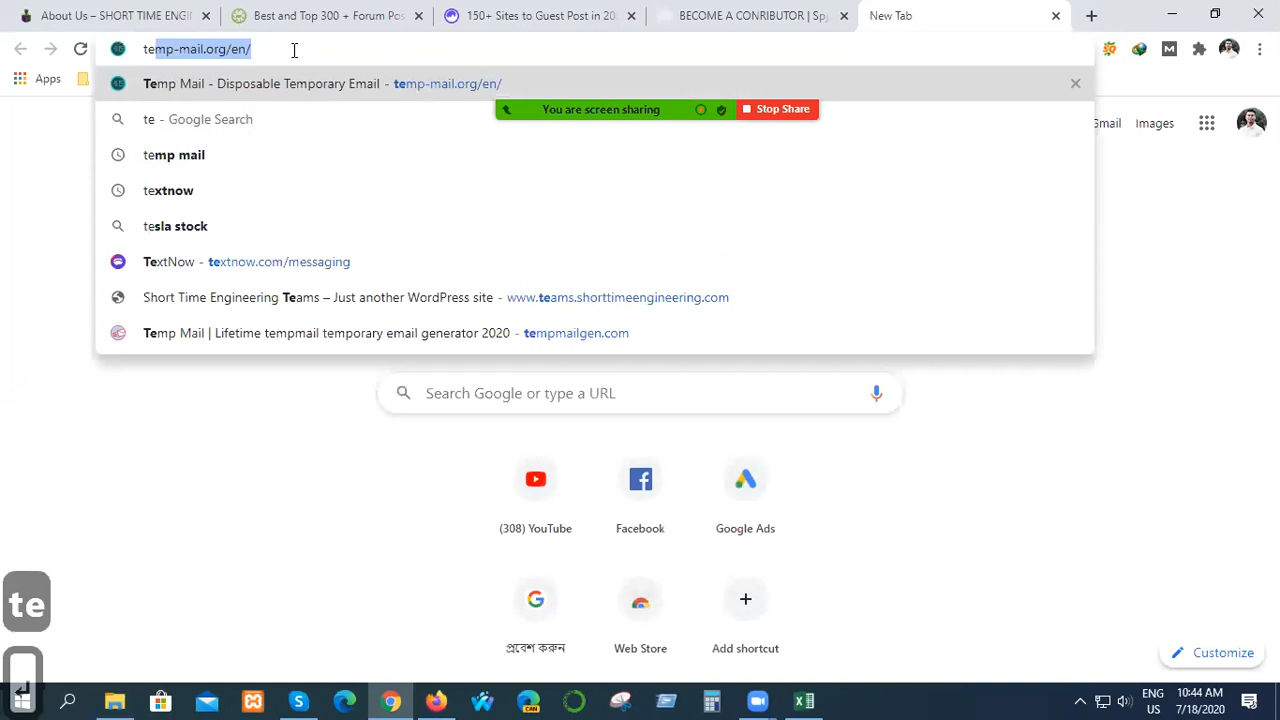 About Us – SHORT TIME ENGI
Best and Top 300 + Forum Pos
150+ Sites to Guest Post in 20
BECOME A CONRIBUTOR | Spy
New Tab
temp-mail.org/en/
Apps
Temp Mail - Disposable Temporary Email - temp-mail.org/en/
You are screen sharing
Stop Share
te - Google Search
Gmail
Images
temp mail
textnow
tesla stock
TextNow - textnow.com/messaging
Short Time Engineering Teams – Just another WordPress site - www.teams.shorttimeengineering.com
Temp Mail | Lifetime tempmail temporary email generator 2020 - tempmailgen.com
Search Google or type a URL
(308) YouTube
Facebook
Google Ads
te
প্রবেশ করুন
Web Store
Add shortcut
Customize
CAN
ENG
US
10:44 AM
7/18/2020